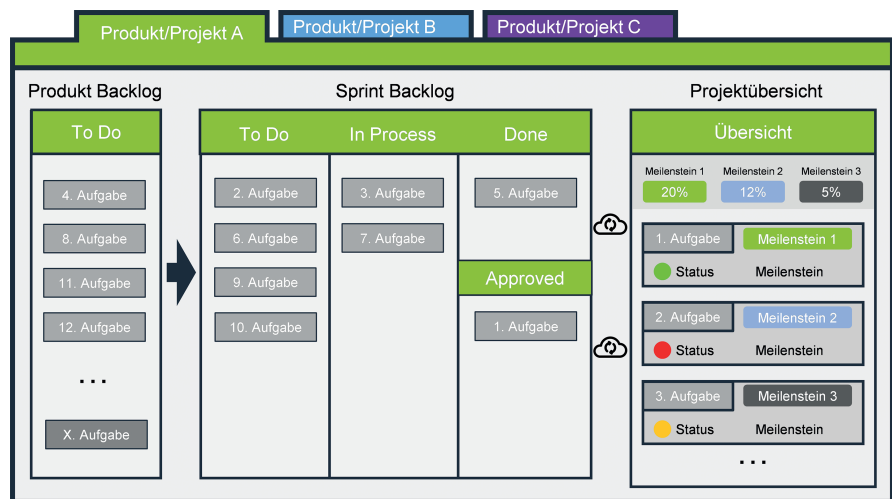 Produkt/Projekt A
Produkt/Projekt B
Produkt/Projekt C
Produkt Backlog
To Do
4. Aufgabe
8. Aufgabe
11. Aufgabe
12. Aufgabe
...
X. Aufgabe
Sprint Backlog
To Do
2. Aufgabe
6. Aufgabe
9. Aufgabe
10. Aufgabe
In Process
3. Aufgabe
7. Aufgabe
Done
5. Aufgabe
Approved
1. Aufgabe
Projektübersicht
Übersicht
Meilenstein 1 Meilenstein 2 Meilenstein 3
20% 12% 5%
1. Aufgabe Meilenstein 1
Status Meilenstein
2. Aufgabe Meilenstein 2
Status Meilenstein
3. Aufgabe Meilenstein 3
Status Meilenstein
...